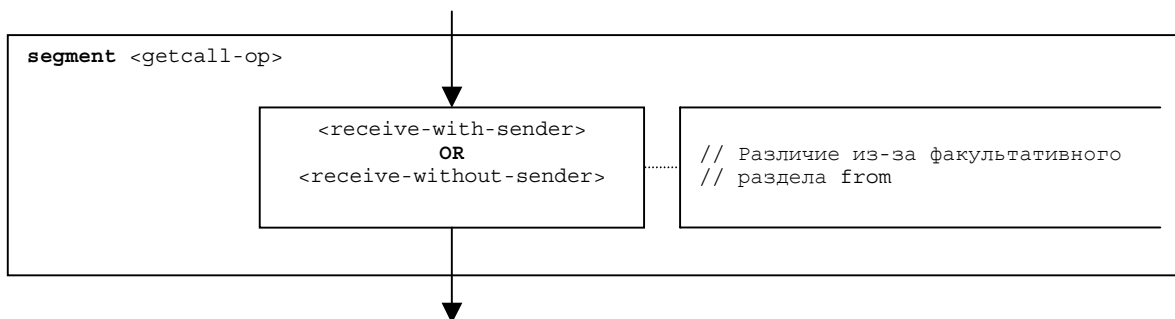 segment <getcall-op>
<receive-with-sender>
OR
<receive-without-sender>
// Различие из-за факультативного
// раздела from